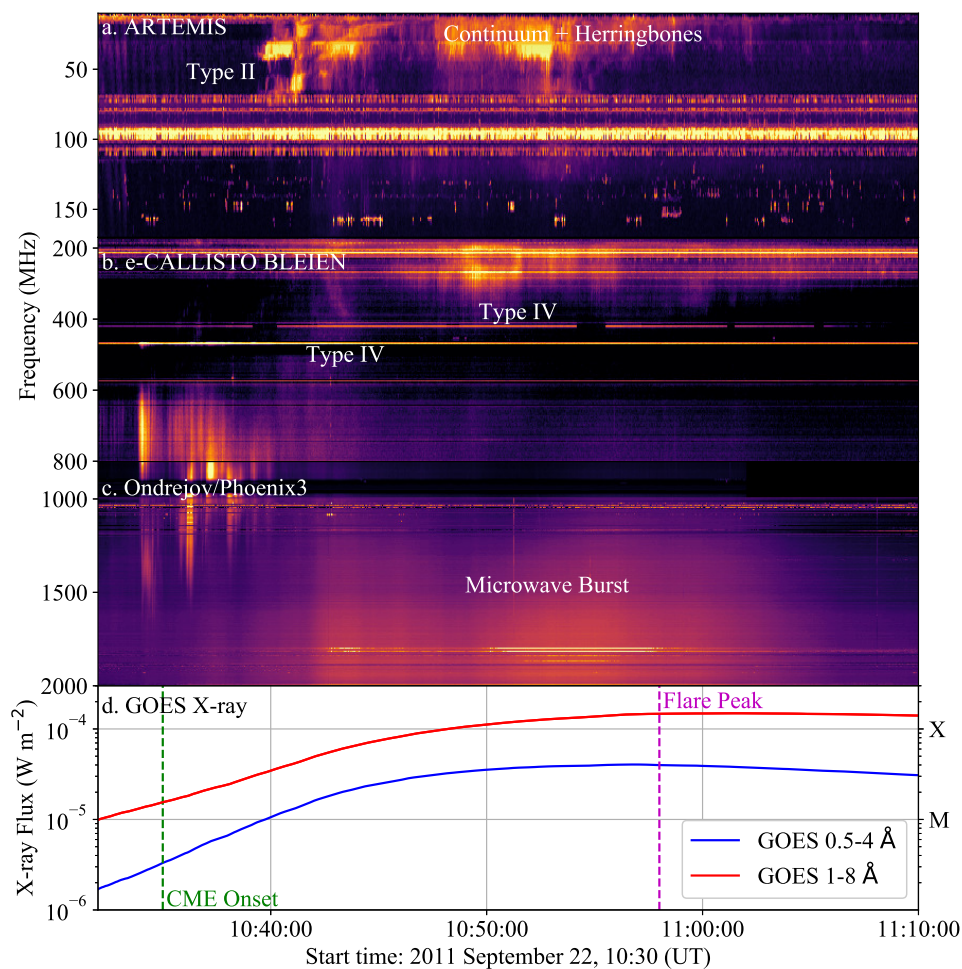 a. ARTEMIS
Continuum + Herringbones
Type II
50
100
150
200
b. e-CALLISTO BLEIEN
Type IV
400
Type IV
600
800
c. Ondrejov/Phoenix3
1000
Microwave Burst
1500
2000
Frequency (MHz)
d. GOES X-ray
Flare Peak
10⁻⁴
X
10⁻⁵
M
10⁻⁶
X-ray Flux (W m⁻²)
GOES 0.5-4 Å
GOES 1-8 Å
CME Onset
10:40:00 10:50:00 11:00:00 11:10:00
Start time: 2011 September 22, 10:30 (UT)